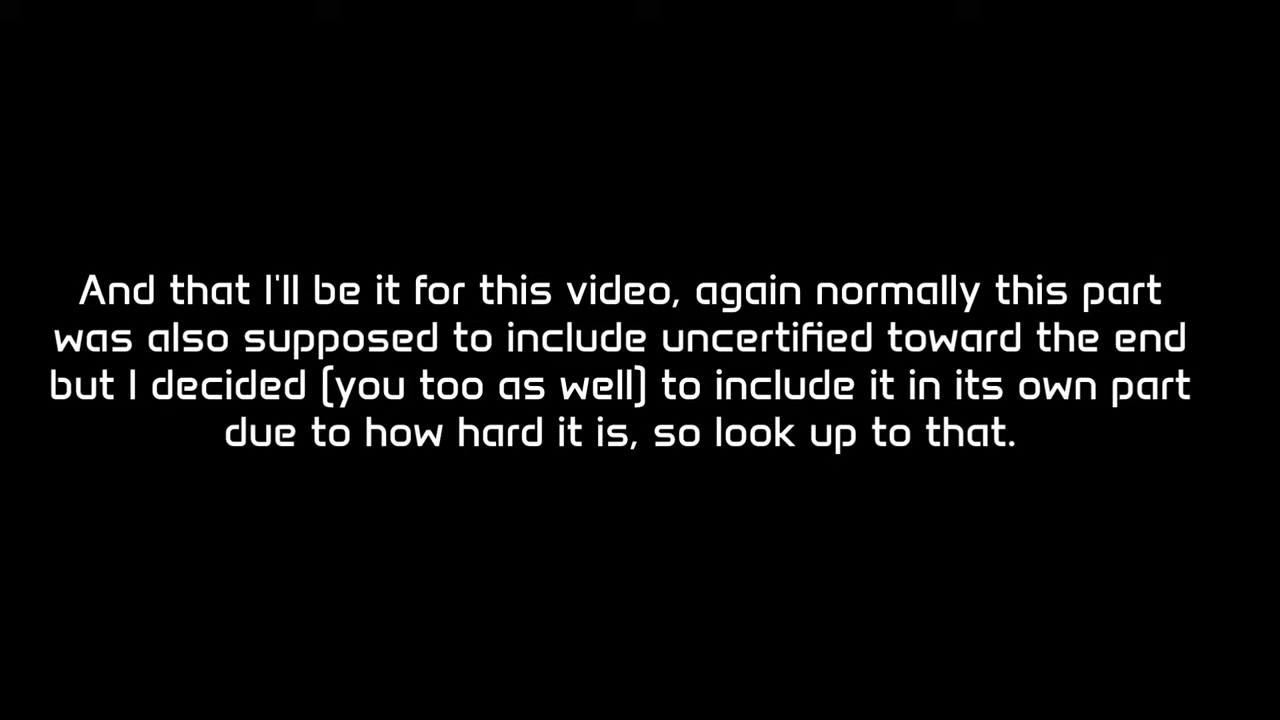 And that I'll be it for this video, again normally this part
was also supposed to include uncertified toward the end
but I decided (you too as well) to include it in its own part
due to how hard it is, so look up to that.